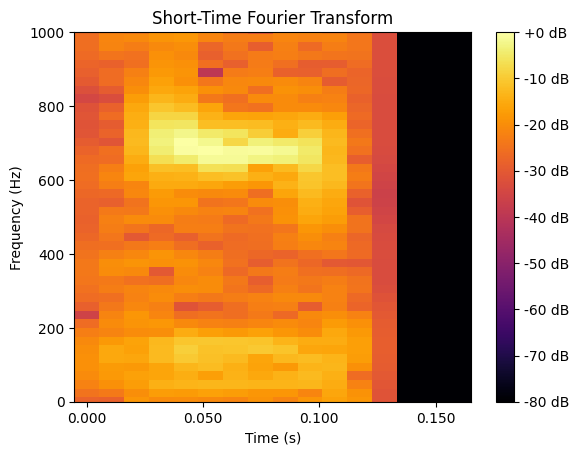 Short-Time Fourier Transform
1000
800
600
400
200
0
Frequency (Hz)
0.000
0.050
0.100
0.150
Time (s)
+0 dB
-10 dB
-20 dB
-30 dB
-40 dB
-50 dB
-60 dB
-70 dB
-80 dB